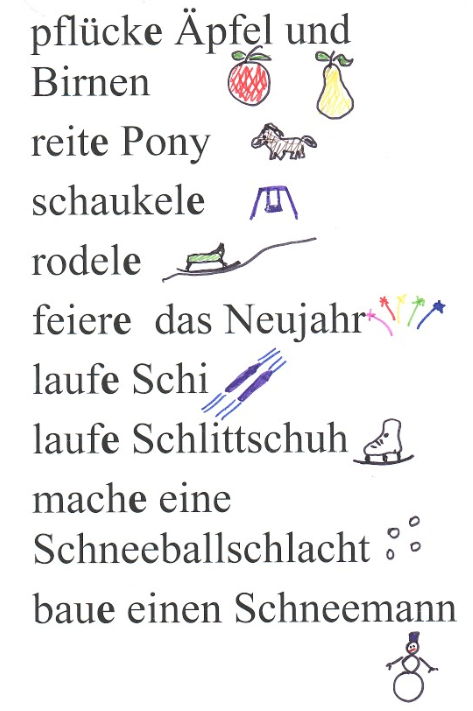 pflücke Äpfel und
Birnen
reite Pony
schaukele
rodele
feiere das Neujahr
laufe Schi
laufe Schlittschuh
mache eine
Schneeballschlacht
baue einen Schneemann